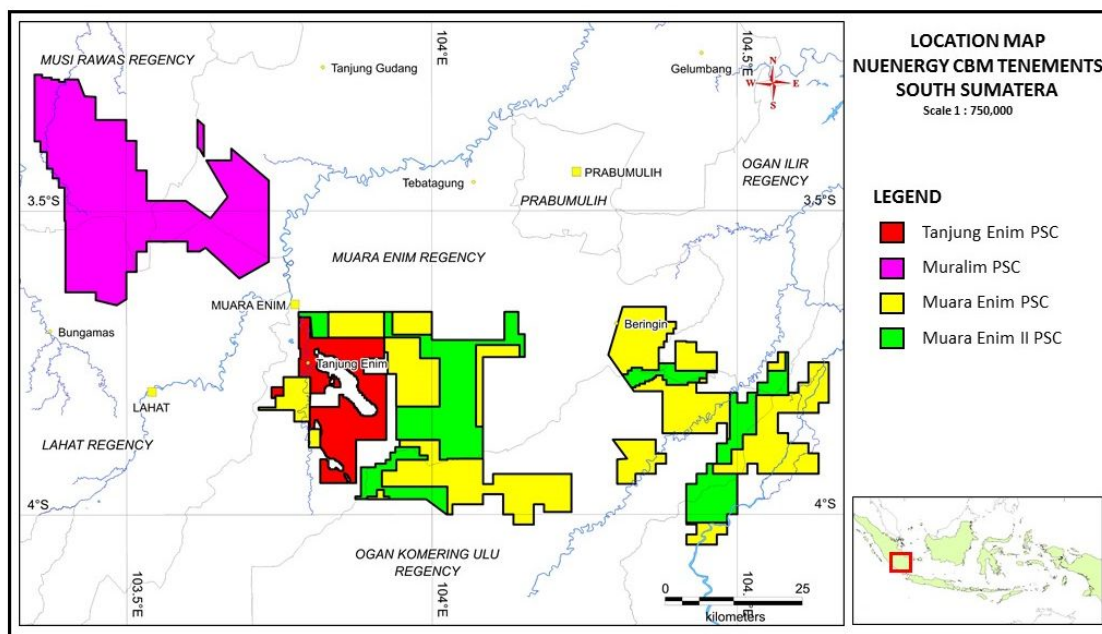 LOCATION MAP
NUENERGY CBM TENEMENTS
SOUTH SUMATERA
Scale 1 : 750,000
N
W E
S
LEGEND
Tanjung Enim PSC
Muralim PSC
Muara Enim PSC
Muara Enim II PSC
MUSI RAWAS REGENCY
Tanjung Gudang
104°E
Gelumbang
104.5°E
OGAN ILIR
REGENCY
Tebatagung
PRABUMULIH
PRABUMULIH
3.5°S
3.5°S
MUARA ENIM REGENCY
MUARA ENIM
Bungamas
Beringin
Tanjung Enim
LAHAT
LAHAT REGENCY
4°S
4°S
OGAN KOMERING ULU
REGENCY
103.5°E
104°E
104.5°E
0 25
kilometers